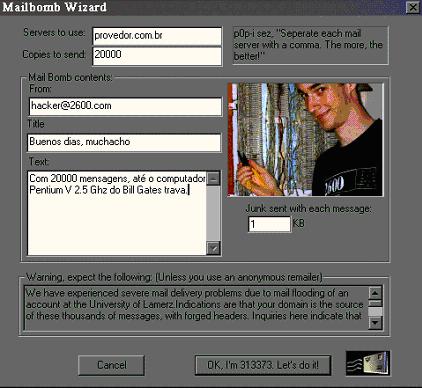 Mailbomb Wizard
Servers to use:
provedor.com.br
Copies to send:
20000
p0p-i sez, "Seperate each mail
server with a comma. The more, the
better!"
Mail Bomb contents:
From:
hacker@2600.com
Title
Buenos dias, muchacho
Text:
Com 20000 mensagens, até o computador
Pentium V 2.5 Ghz do Bill Gates trava.
2600
Junk sent with each message:
1 KB
Warning, expect the following: (Unless you use an anonymous remailer)
We have experienced severe mail delivery problems due to mail flooding of an
account at the University of Lamerz.Indications are that your domain is the source
of these thousands of messages, with forged headers. Inquiries here indicate that
Cancel
OK, I'm 313373. Let's do it!